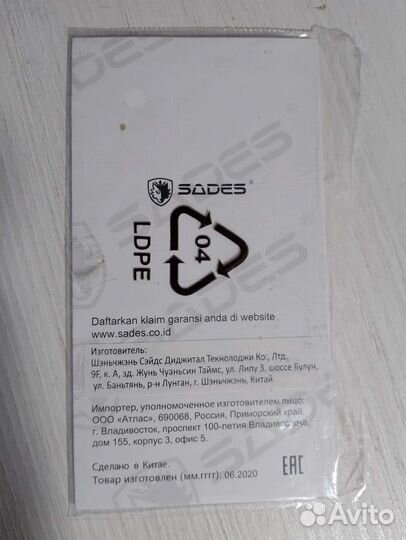 SADES
04
LDPE
Daftarkan klaim garansi anda di website
www.sades.co.id
Изготовитель:
Шэньчжэнь Сэйдс Диджитал Текнолоджи Ко., Лтд.
9F, к. А, зд. Жунь Чуаньсин Таймс, ул. Липу 3, шоссе Булун,
ул. Баньтянь, р-н Лунган, г. Шэньчжэнь, Китай.
Импортер, уполномоченное изготовителем лицо:
ООО «Атлас», 690068, Россия, Приморский край,
г. Владивосток, проспект 100-летия Владивостока,
дом 155, корпус 3, офис 5.
Сделано в Китае.
Товар изготовлен (мм.гггг): 06.2020
EAC
Avito